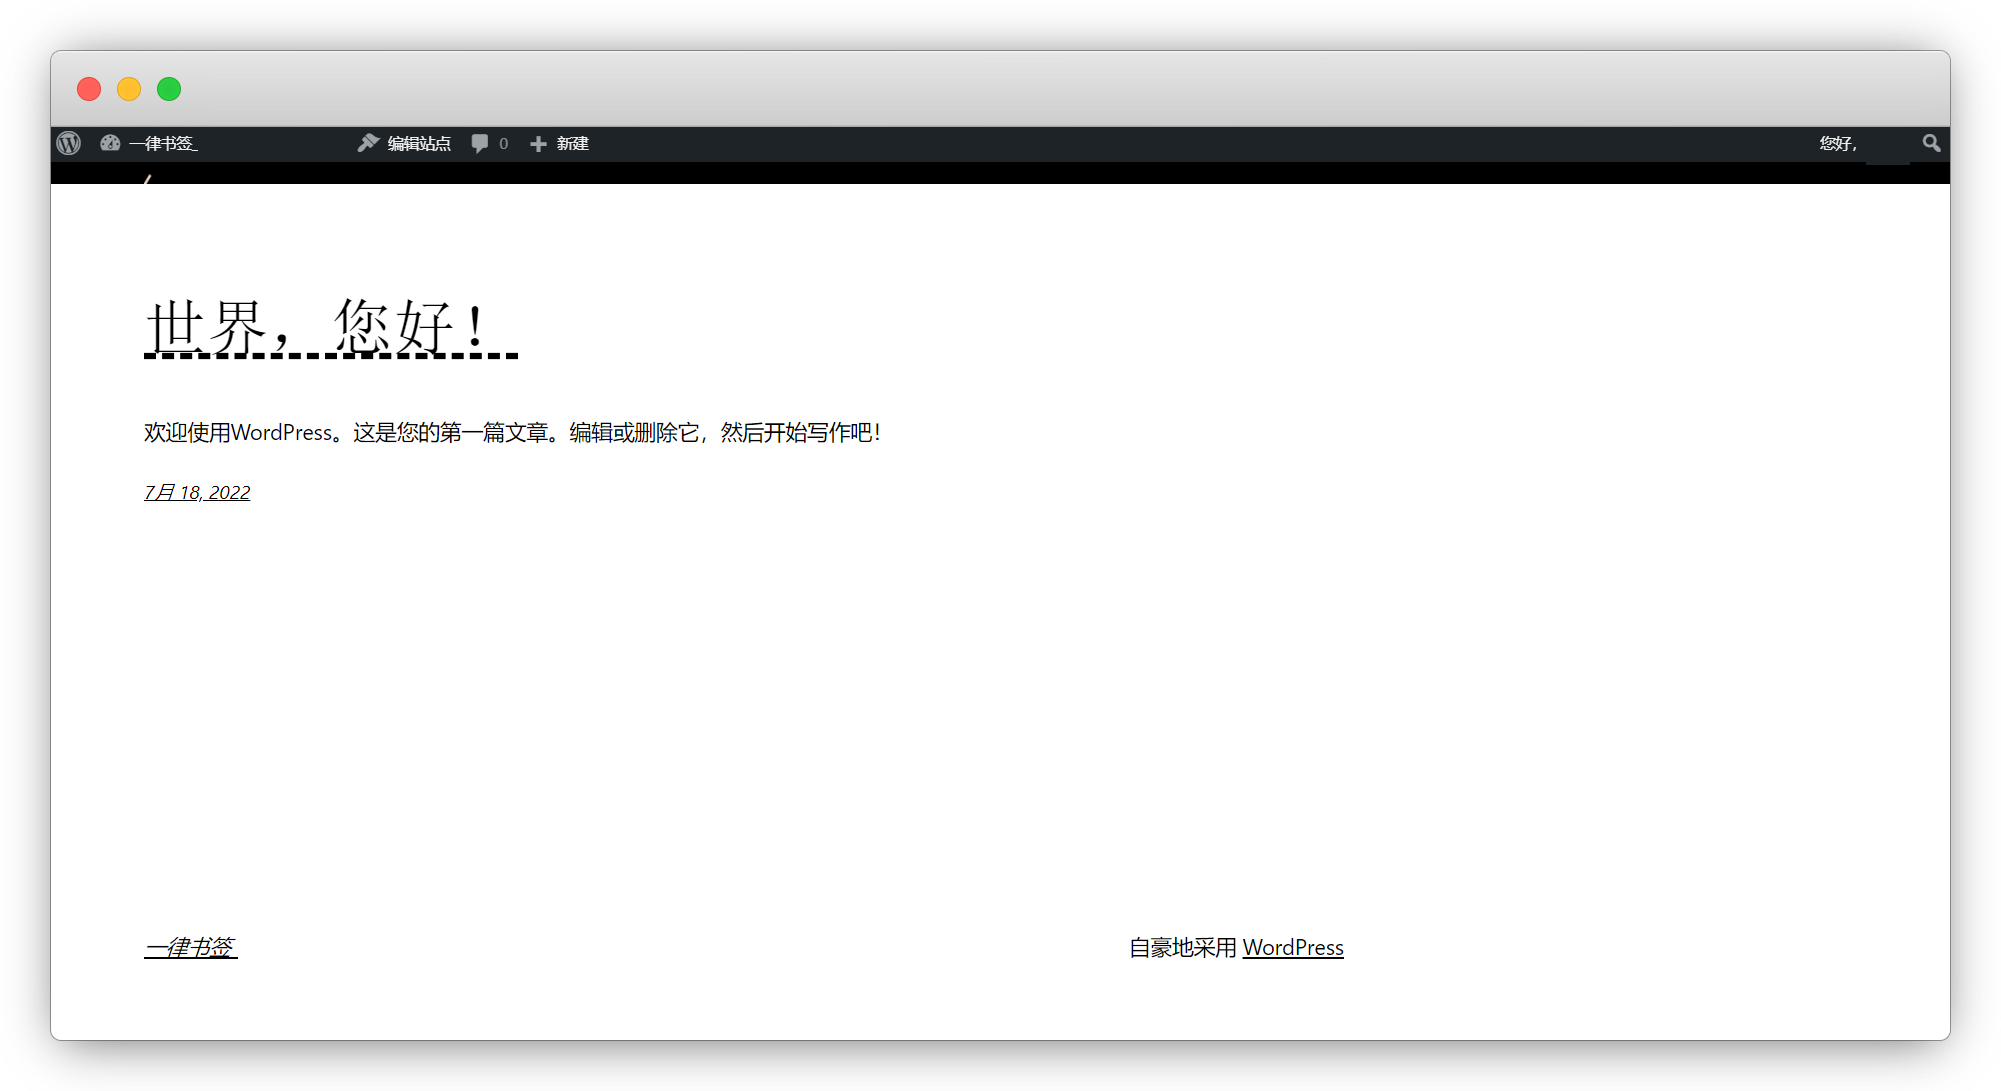 一律书签_
编辑站点
0
新建
您好，
世界，您好！
欢迎使用WordPress。这是您的第一篇文章。编辑或删除它，然后开始写作吧！
7月 18, 2022
一律书签_
自豪地采用 WordPress